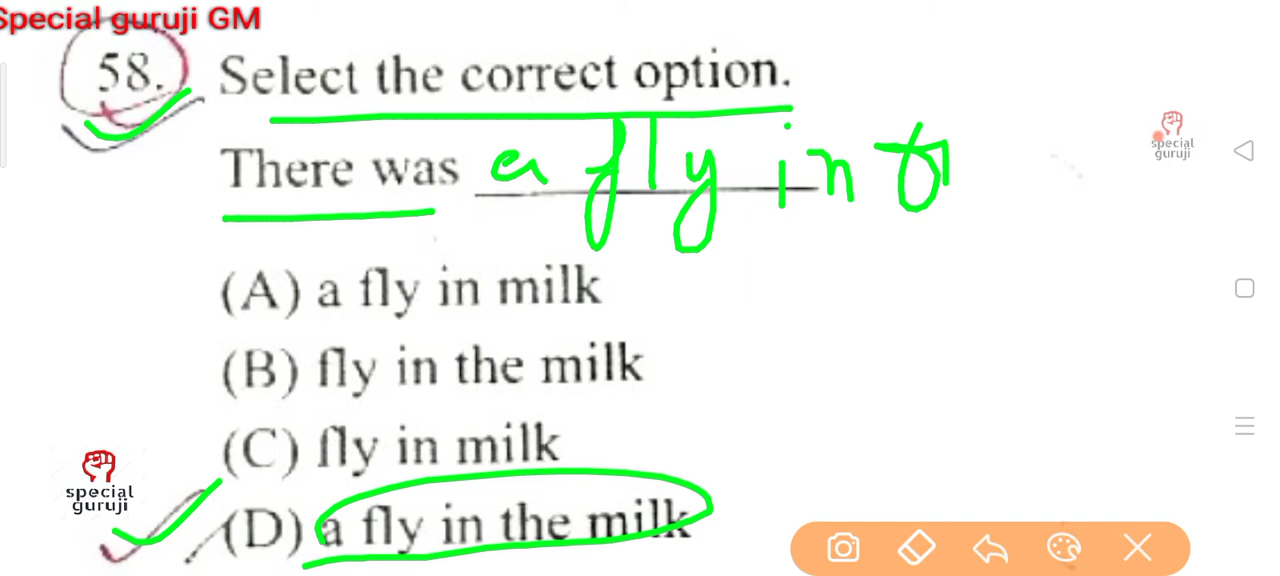 Special guruji GM
58. Select the correct option.
There was a fly in
special
guruji
(A) a fly in milk
(B) fly in the milk
(C) fly in milk
special
guruji
(D) a fly in the milk